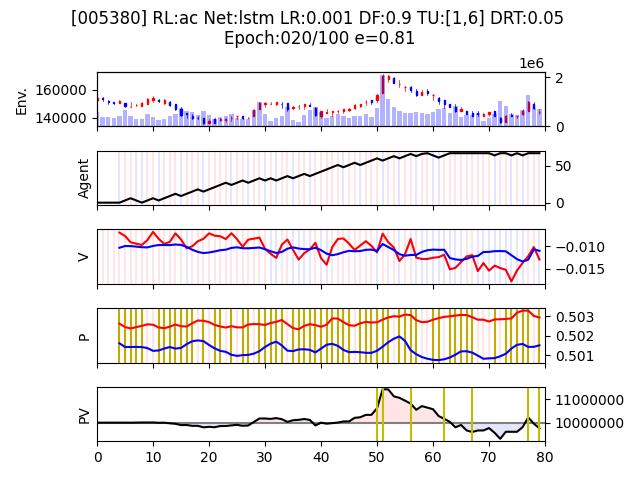 [005380] RL:ac Net:lstm LR:0.001 DF:0.9 TU:[1,6] DRT:0.05
Epoch:020/100 e=0.81
1e6
Env.
160000
140000
2
0
Agent
50
0
V
−0.010
−0.015
P
0.503
0.502
0.501
PV
11000000
10000000
0 10 20 30 40 50 60 70 80